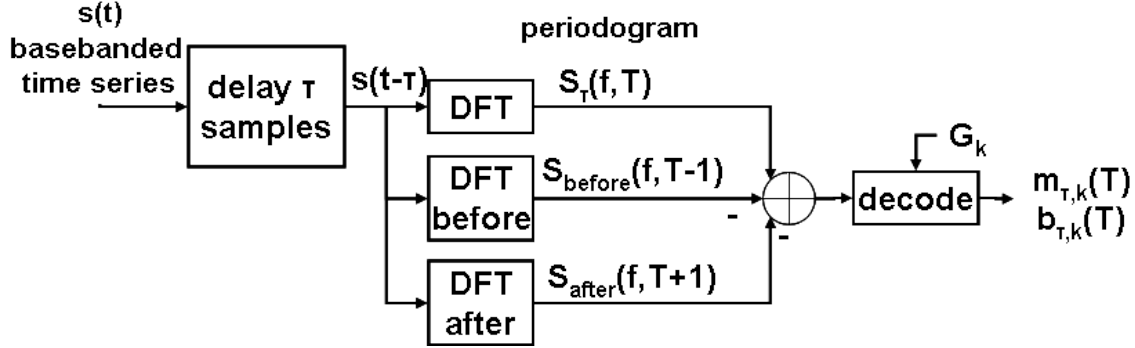 s(t)
basebanded
time series
periodogram
delay τ
samples
s(t-τ)
DFT
Sτ(f,T)
DFT
before
Sbefore(f,T-1)
-
DFT
after
Safter(f,T+1)
-
Gk
decode
mτ,k(T)
bτ,k(T)